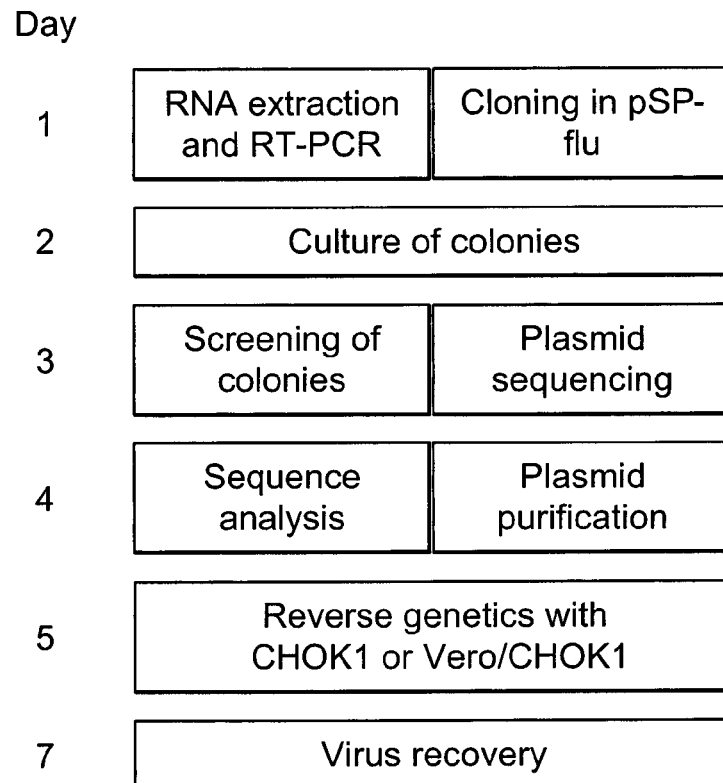 Day
1
RNA extraction
and RT-PCR
Cloning in pSP-
flu
2
Culture of colonies
3
Screening of
colonies
Plasmid
sequencing
4
Sequence
analysis
Plasmid
purification
5
Reverse genetics with
CHOK1 or Vero/CHOK1
7
Virus recovery